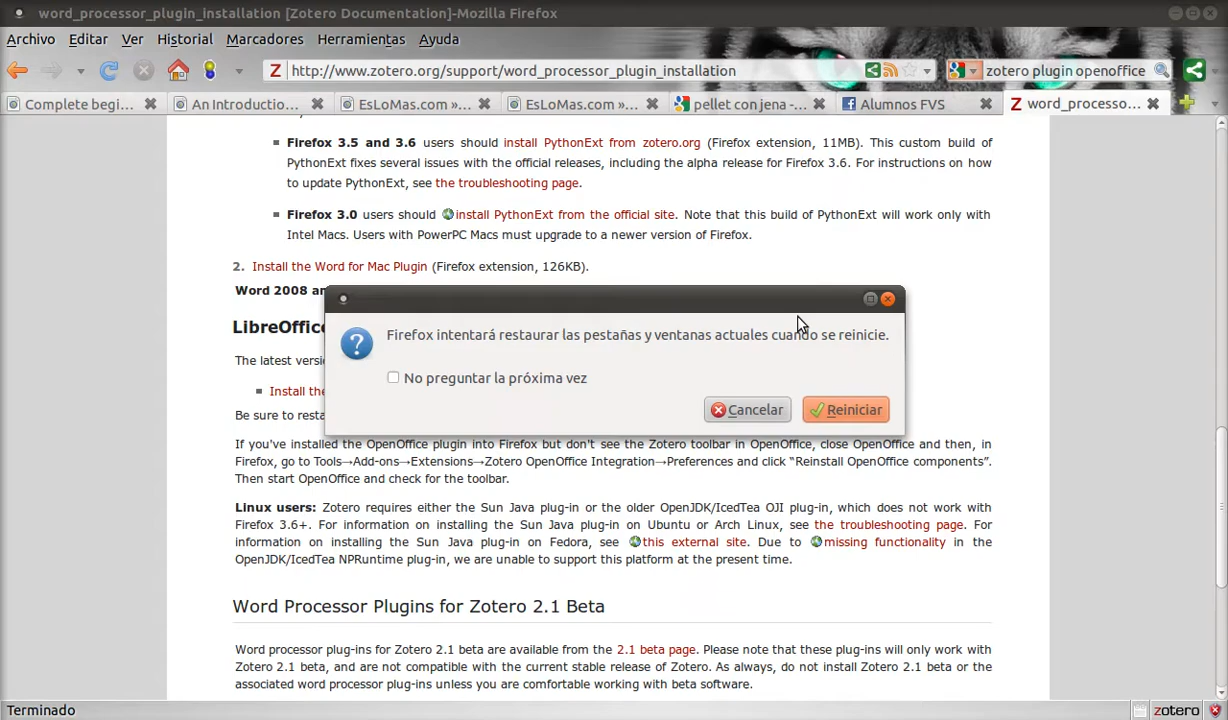 word_processor_plugin_installation [Zotero Documentation]-Mozilla Firefox
Archivo Editar Ver Historial Marcadores Herramientas Ayuda
http://www.zotero.org/support/word_processor_plugin_installation
zotero plugin openoffice
Complete begi...
An Introductio...
EsLoMas.com »...
EsLoMas.com »...
pellet con jena -...
Alumnos FVS
word_processo...
Firefox 3.5 and 3.6 users should install PythonExt from zotero.org (Firefox extension, 11MB). This custom build of
PythonExt fixes several issues with the official releases, including the alpha release for Firefox 3.6. For instructions on how
to update PythonExt, see the troubleshooting page.
Firefox 3.0 users should install PythonExt from the official site. Note that this build of PythonExt will work only with
Intel Macs. Users with PowerPC Macs must upgrade to a newer version of Firefox.
2. Install the Word for Mac Plugin (Firefox extension, 126KB).
Word 2008 an
LibreOffic
The latest versi
Install the
Be sure to resta
Firefox intentará restaurar las pestañas y ventanas actuales cuando se reinicie.
No preguntar la próxima vez
Cancelar
Reiniciar
If you've installed the OpenOffice plugin into Firefox but don't see the Zotero toolbar in OpenOffice, close OpenOffice and then, in
Firefox, go to Tools→Add-ons→Extensions→Zotero OpenOffice Integration→Preferences and click “Reinstall OpenOffice components”.
Then start OpenOffice and check for the toolbar.
Linux users: Zotero requires either the Sun Java plug-in or the older OpenJDK/IcedTea OJI plug-in, which does not work with
Firefox 3.6+. For information on installing the Sun Java plug-in on Ubuntu or Arch Linux, see the troubleshooting page. For
information on installing the Sun Java plug-in on Fedora, see this external site. Due to missing functionality in the
OpenJDK/IcedTea NPRuntime plug-in, we are unable to support this platform at the present time.
Word Processor Plugins for Zotero 2.1 Beta
Word processor plug-ins for Zotero 2.1 beta are available from the 2.1 beta page. Please note that these plug-ins will only work with
Zotero 2.1 beta, and are not compatible with the current stable release of Zotero. As always, do not install Zotero 2.1 beta or the
associated word processor plug-ins unless you are comfortable working with beta software.
Terminado
zotero